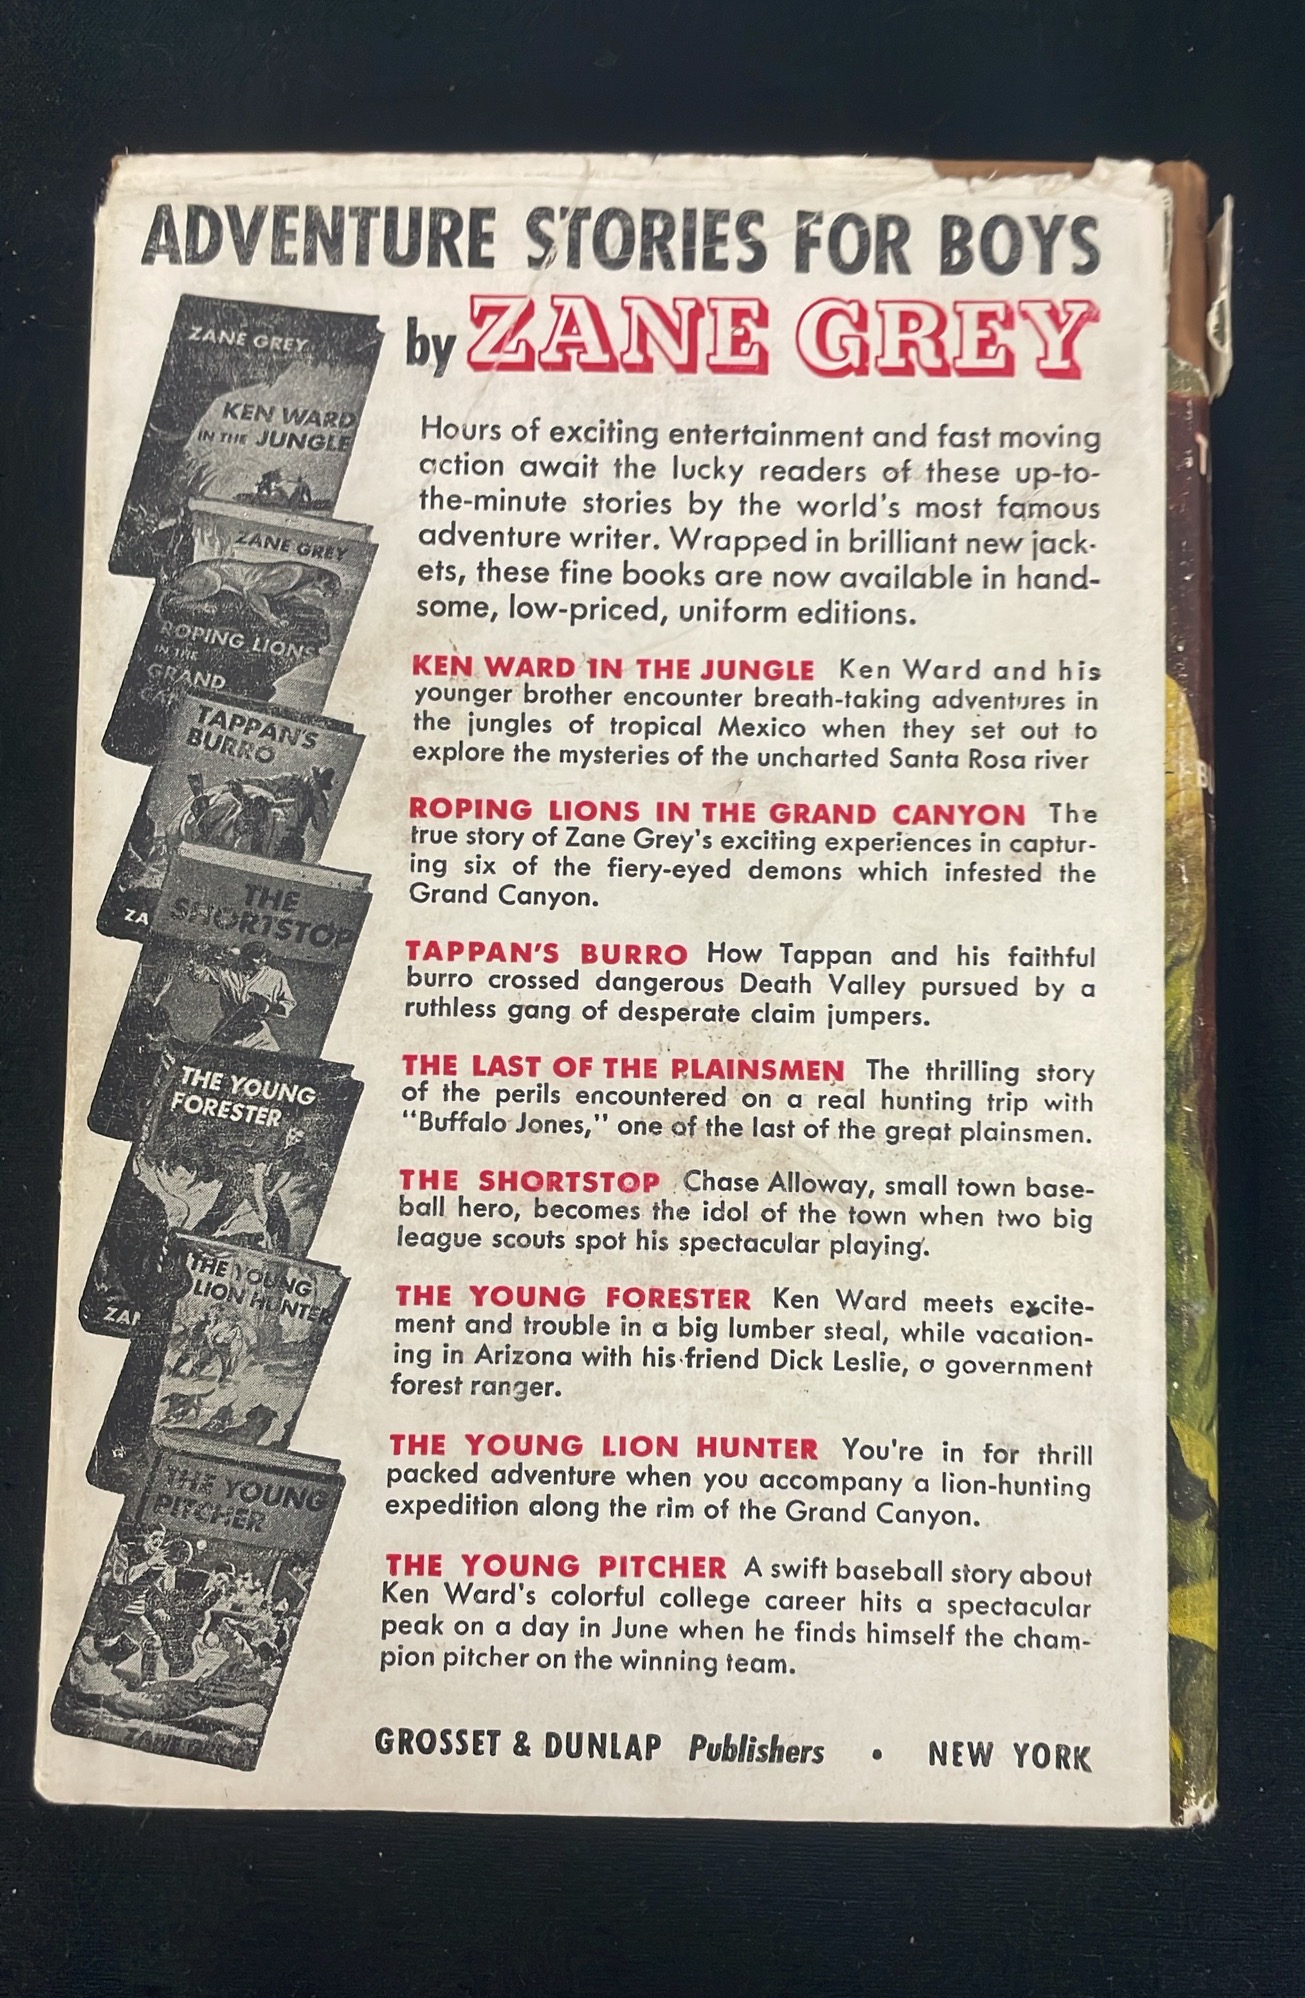 ADVENTURE STORIES FOR BOYS
by ZANE GREY
ZANE GREY
KEN WARD
IN THE JUNGLE
ZANE GREY
ROPING LIONS
IN THE
GRAND
TAPPAN'S
BURRO
ZA
THE
SHORTSTOP
THE YOUNG
FORESTER
ZAN
THE YOUNG
LION HUNTER
THE YOUNG
PITCHER
ZANE GREY
Hours of exciting entertainment and fast moving
action await the lucky readers of these up-to-
the-minute stories by the world's most famous
adventure writer. Wrapped in brilliant new jack-
ets, these fine books are now available in hand-
some, low-priced, uniform editions.
KEN WARD IN THE JUNGLE Ken Ward and his
younger brother encounter breath-taking adventures in
the jungles of tropical Mexico when they set out to
explore the mysteries of the uncharted Santa Rosa river
ROPING LIONS IN THE GRAND CANYON The
true story of Zane Grey's exciting experiences in captur-
ing six of the fiery-eyed demons which infested the
Grand Canyon.
TAPPAN'S BURRO How Tappan and his faithful
burro crossed dangerous Death Valley pursued by a
ruthless gang of desperate claim jumpers.
THE LAST OF THE PLAINSMEN The thrilling story
of the perils encountered on a real hunting trip with
"Buffalo Jones," one of the last of the great plainsmen.
THE SHORTSTOP Chase Alloway, small town base-
ball hero, becomes the idol of the town when two big
league scouts spot his spectacular playing.
THE YOUNG FORESTER Ken Ward meets excite-
ment and trouble in a big lumber steal, while vacation-
ing in Arizona with his friend Dick Leslie, a government
forest ranger.
THE YOUNG LION HUNTER You're in for thrill
packed adventure when you accompany a lion-hunting
expedition along the rim of the Grand Canyon.
THE YOUNG PITCHER A swift baseball story about
Ken Ward's colorful college career hits a spectacular
peak on a day in June when he finds himself the cham-
pion pitcher on the winning team.
GROSSET & DUNLAP Publishers • NEW YORK